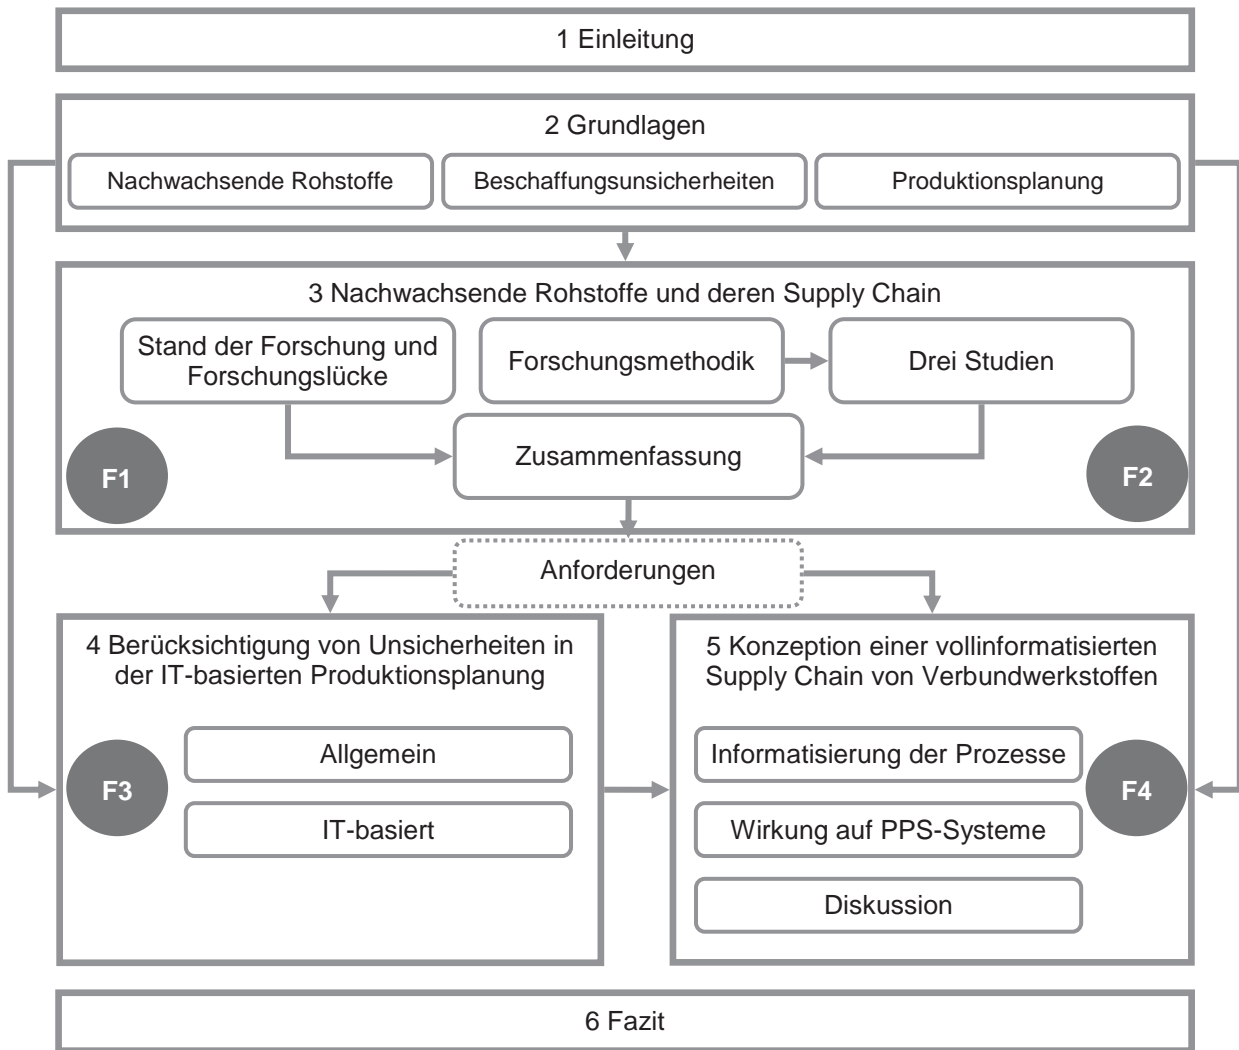 1 Einleitung
2 Grundlagen
Nachwachsende Rohstoffe
Beschaffungsunsicherheiten
Produktionsplanung
3 Nachwachsende Rohstoffe und deren Supply Chain
Stand der Forschung und
Forschungslücke
Forschungsmethodik
Drei Studien
Zusammenfassung
F1
F2
Anforderungen
4 Berücksichtigung von Unsicherheiten in
der IT-basierten Produktionsplanung
Allgemein
IT-basiert
F3
5 Konzeption einer vollinformatisierten
Supply Chain von Verbundwerkstoffen
Informatisierung der Prozesse
Wirkung auf PPS-Systeme
Diskussion
F4
6 Fazit